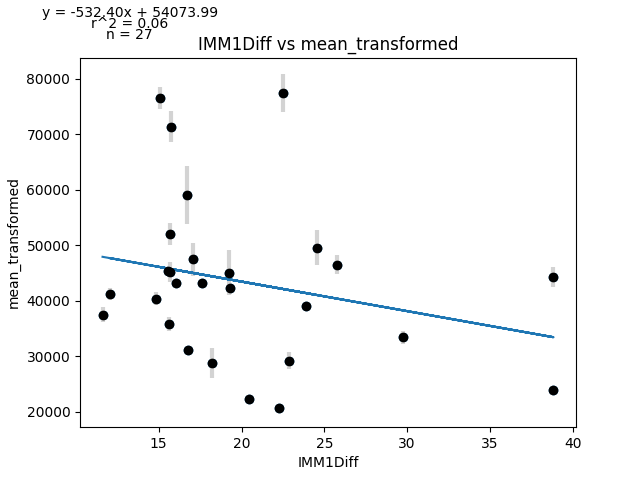 y = -532.40x + 54073.99
r^2 = 0.06
n = 27
IMM1Diff vs mean_transformed
80000
70000
60000
50000
40000
30000
20000
mean_transformed
15 20 25 30 35 40
IMM1Diff